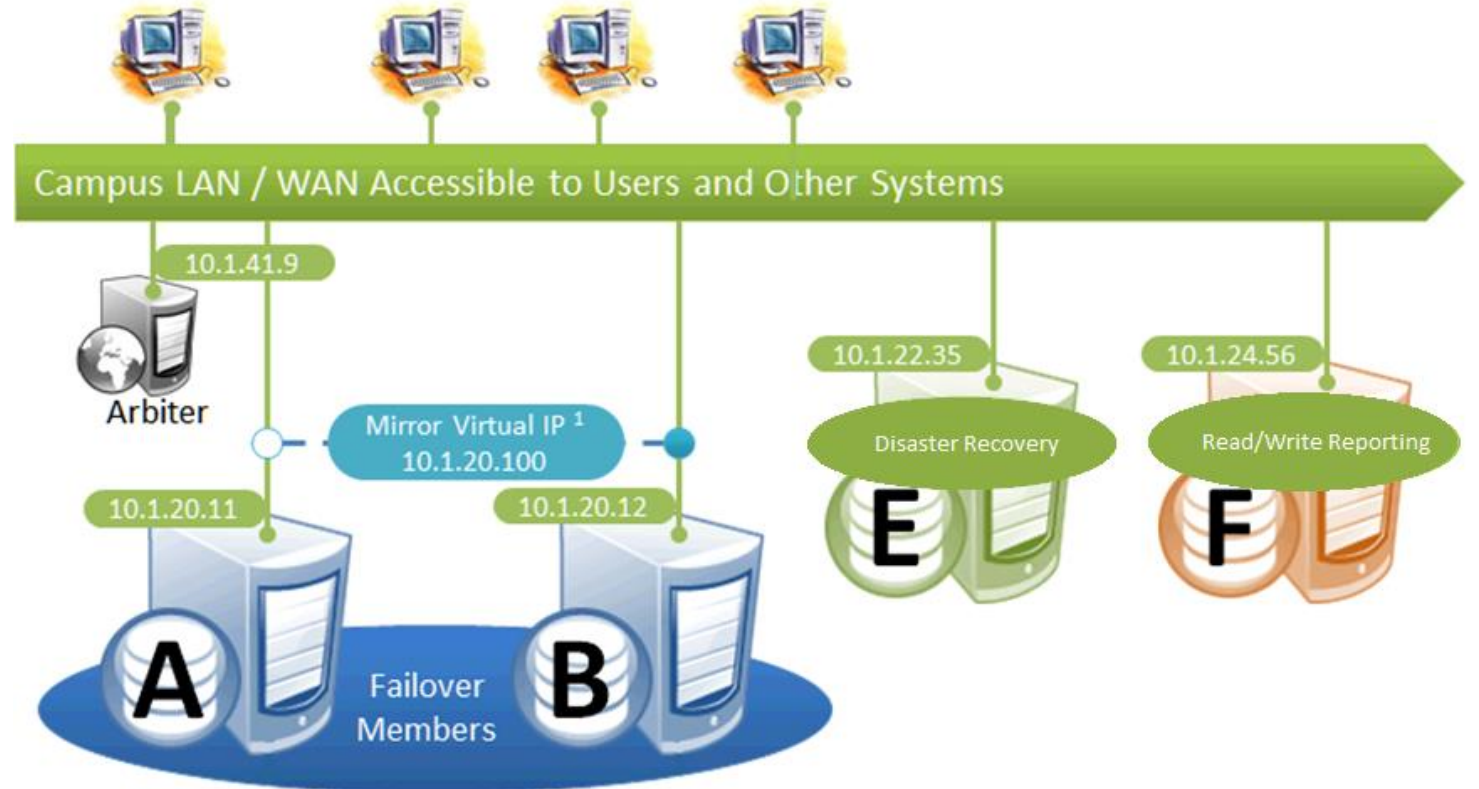 Campus LAN / WAN Accessible to Users and Other Systems
10.1.41.9
Arbiter
Mirror Virtual IP 1
10.1.20.100
10.1.22.35
10.1.24.56
Disaster Recovery
Read/Write Reporting
10.1.20.11
10.1.20.12
E
F
A
B
Failover
Members